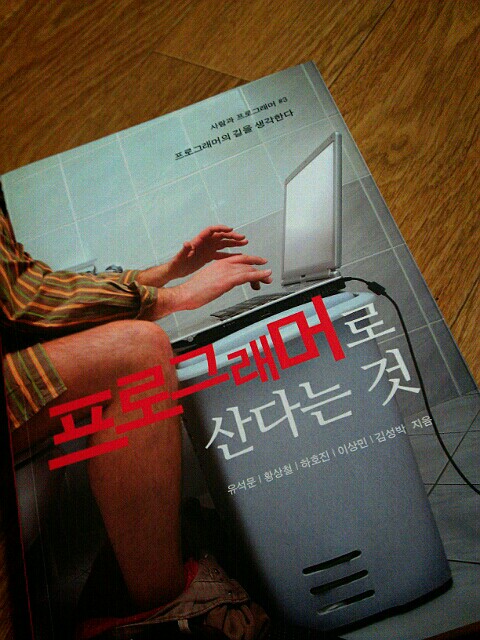 사람과 프로그래머 #3
프로그래머의 길을 생각한다
프로그래머로
산다는 것
유석문 | 황상철 | 하호진 | 이상민 | 김성박 지음